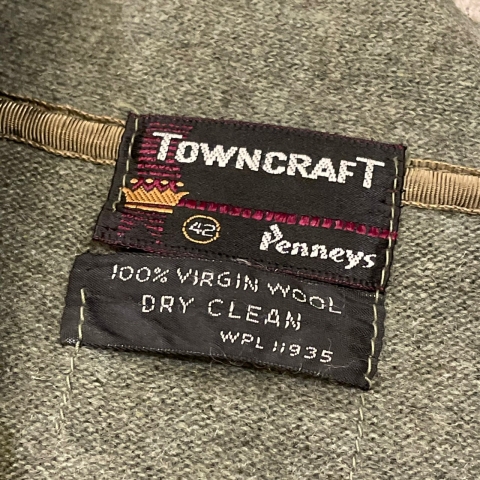 TOWNCRAFT
42
Penneys
100% VIRGIN WOOL
DRY CLEAN
WPL 11935